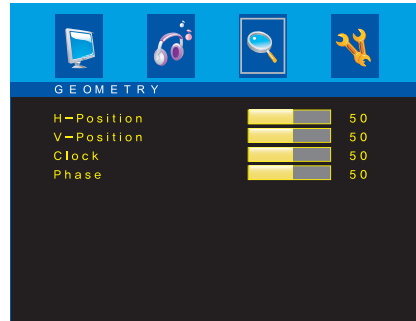 GEOMETRY
H-Position 50
V-Position 50
Clock 50
Phase 50